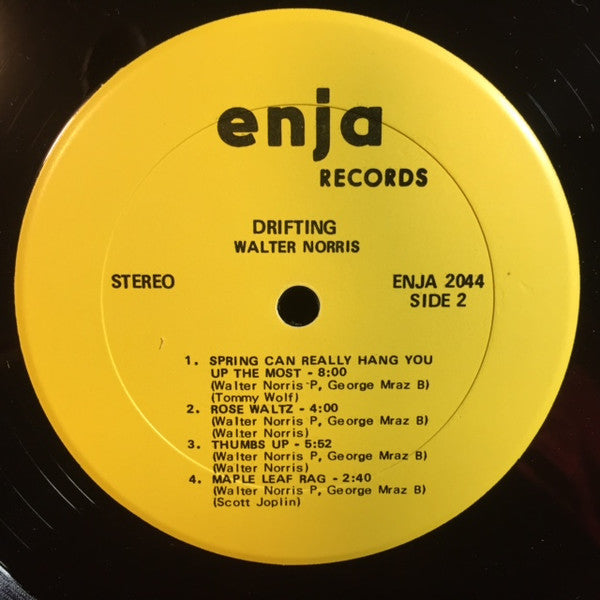 enja
RECORDS
DRIFTING
WALTER NORRIS
STEREO
ENJA 2044
SIDE 2
1. SPRING CAN REALLY HANG YOU
UP THE MOST - 8:00
(Walter Norris P, George Mraz B)
(Tommy Wolf)
2. ROSE WALTZ - 4:00
(Walter Norris P, George Mraz B)
(Walter Norris)
3. THUMBS UP - 5:52
(Walter Norris P, George Mraz B)
(Walter Norris)
4. MAPLE LEAF RAG - 2:40
(Walter Norris P, George Mraz B)
(Scott Joplin)